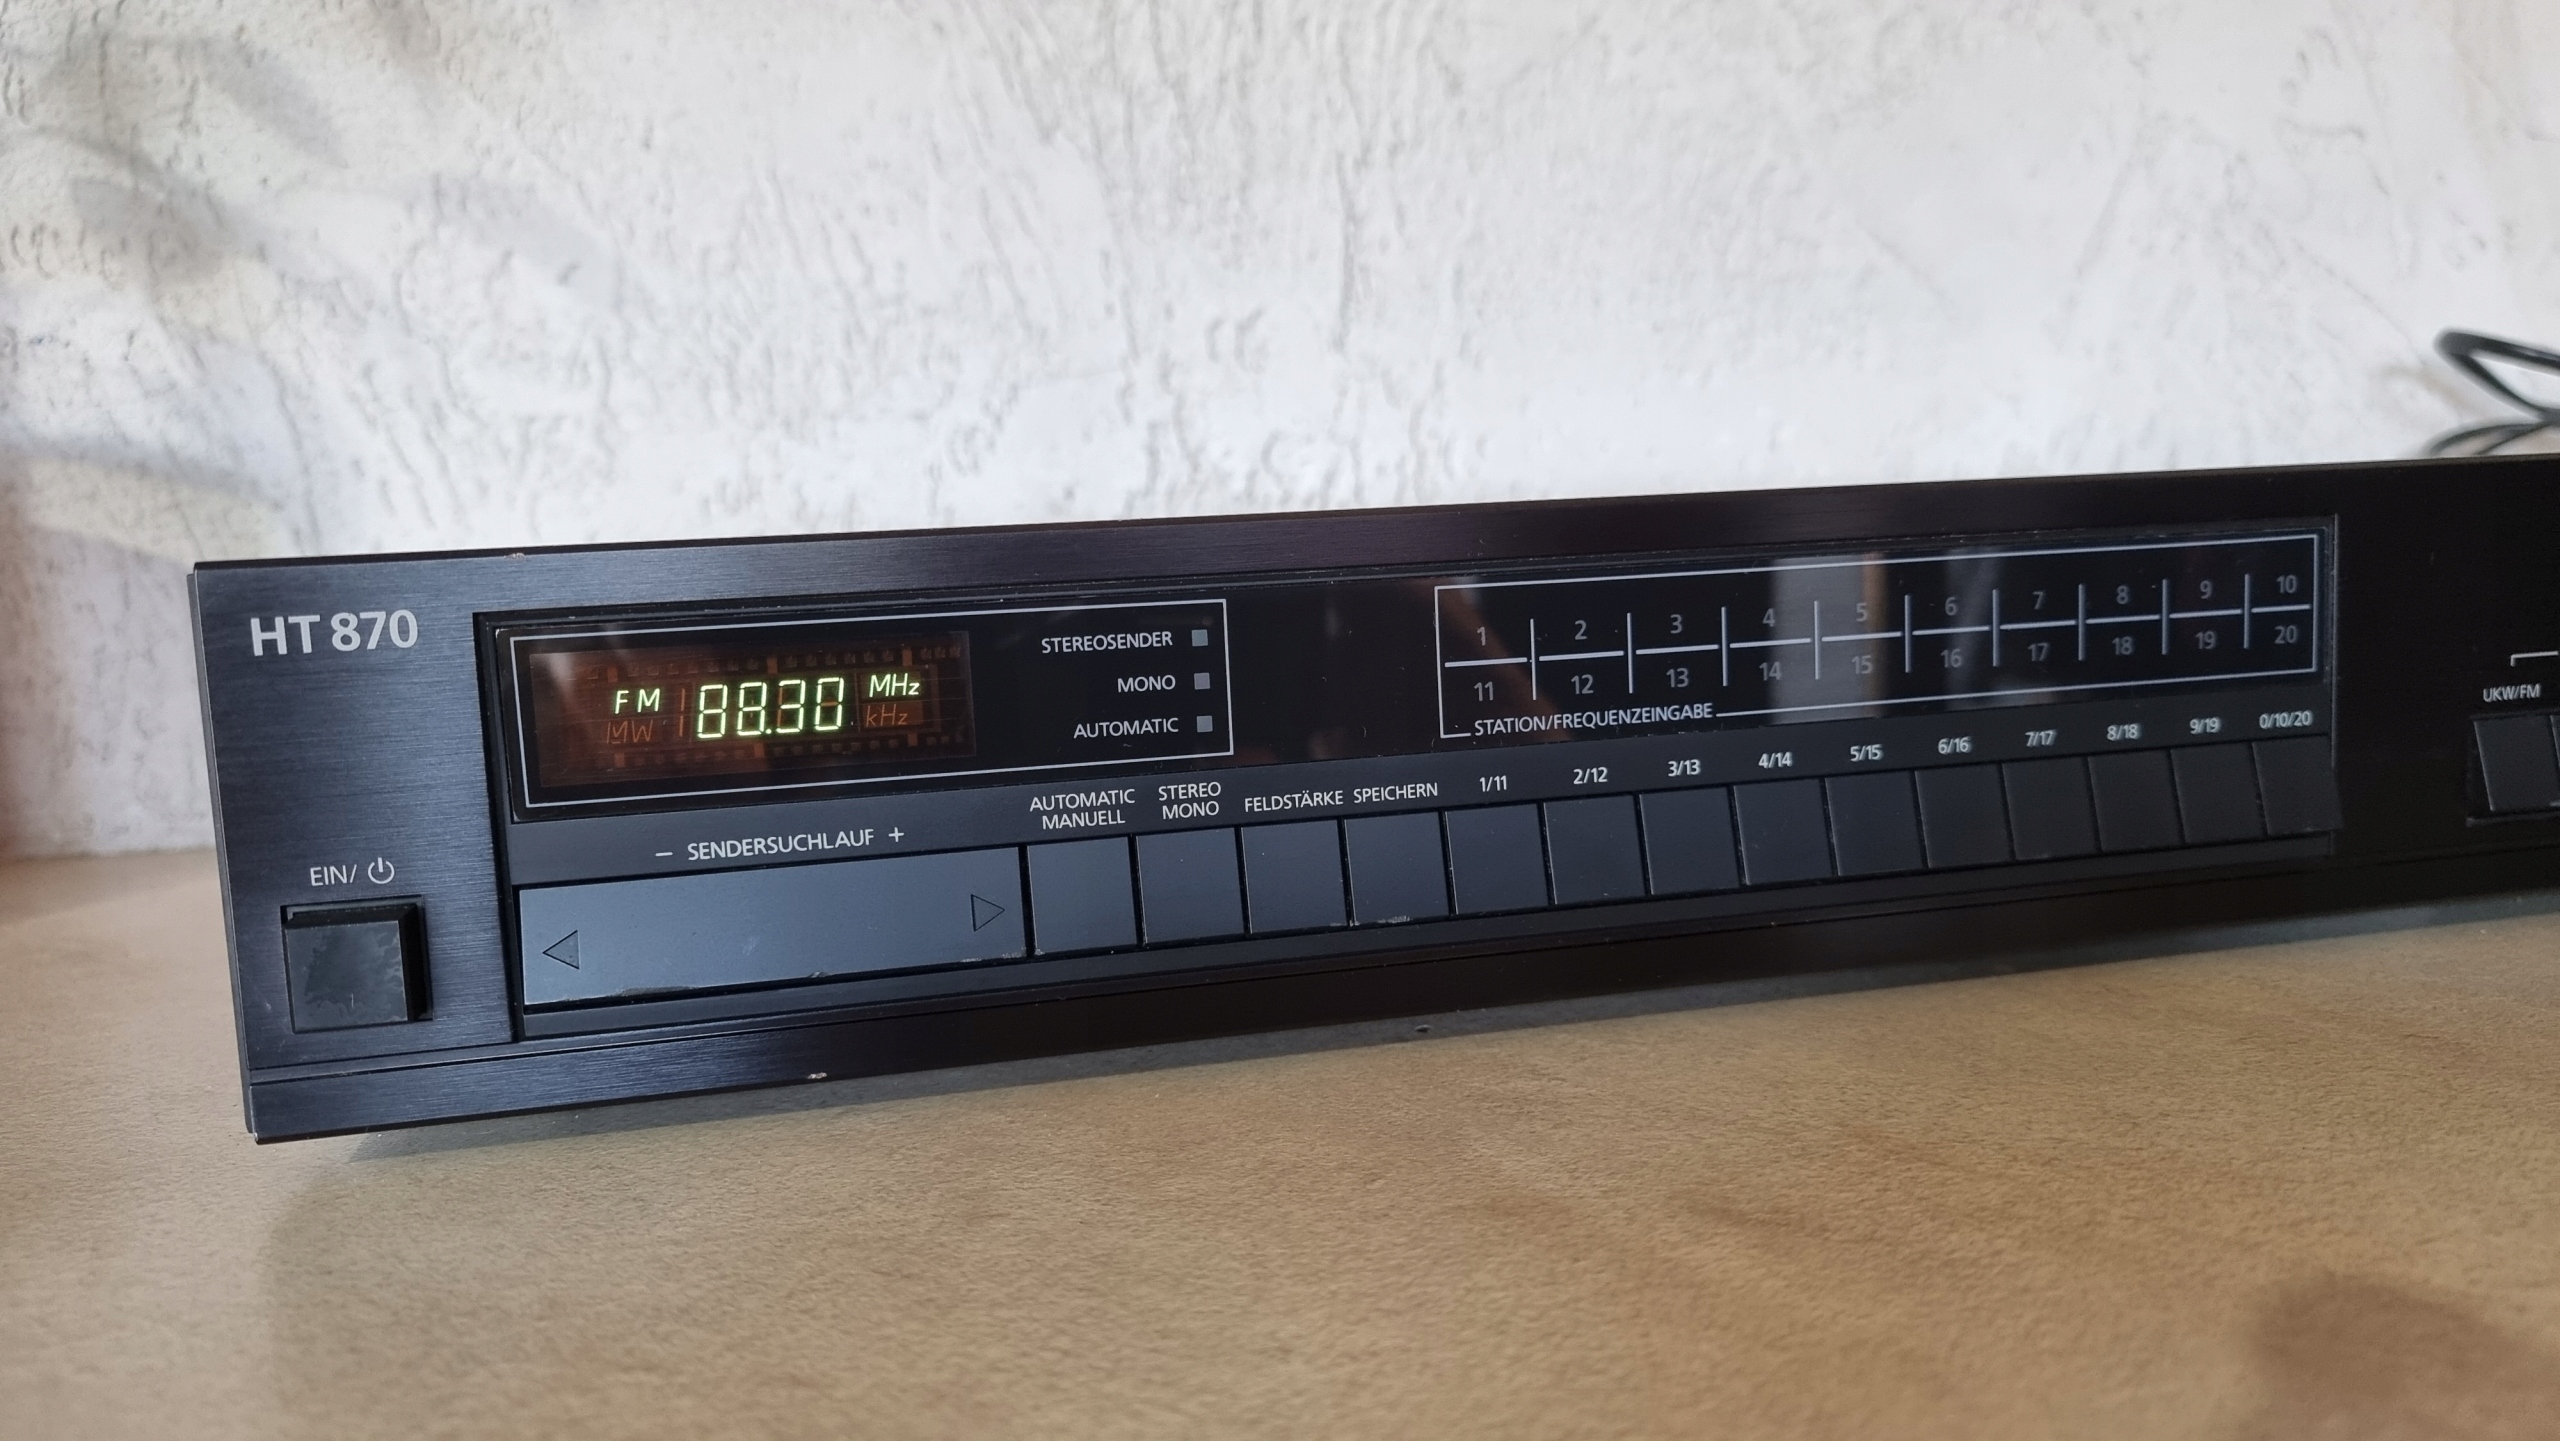 HT 870
EIN/
FM 88.30 MHz
MW kHz
STEREOSENDER
MONO
AUTOMATIC
1 2 3 4 5 6 7 8 9 10
11 12 13 14 15 16 17 18 19 20
STATION/FREQUENZEINGABE
– SENDERSUCHLAUF +
AUTOMATIC
MANUELL
STEREO
MONO
FELDSTÄRKE
SPEICHERN
1/11 2/12 3/13 4/14 5/15 6/16 7/17 8/18 9/19 0/10/20
UKW/FM